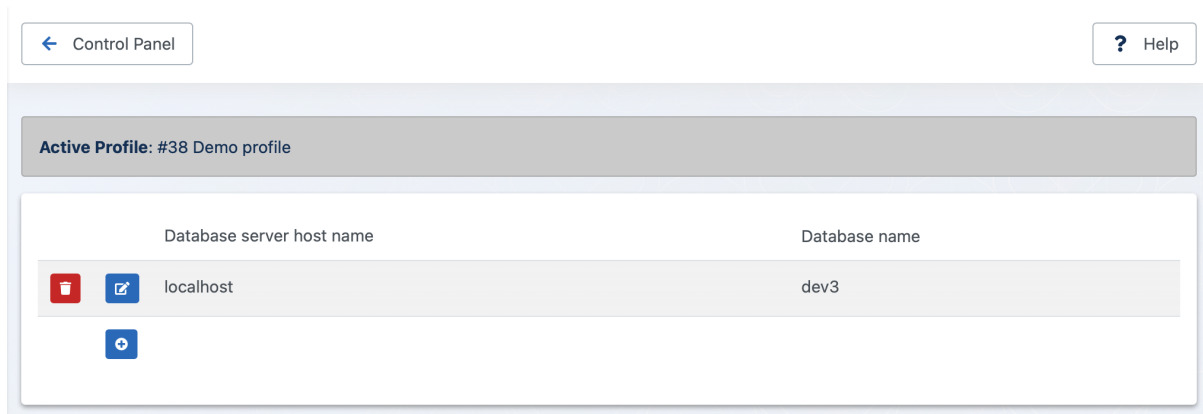 Control Panel
? Help
Active Profile: #38 Demo profile
Database server host name Database name
localhost dev3